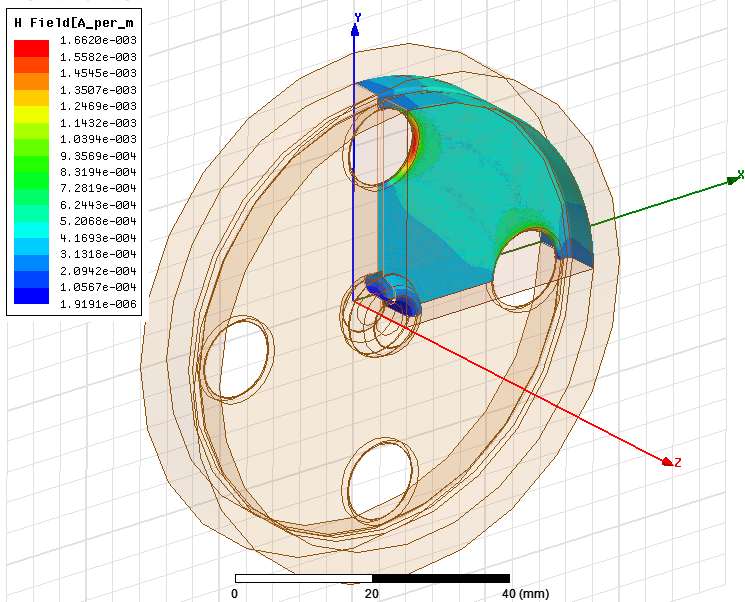 H Field[A_per_m
1.6620e-003
1.5582e-003
1.4545e-003
1.3507e-003
1.2469e-003
1.1432e-003
1.0394e-003
9.3569e-004
8.3194e-004
7.2819e-004
6.2443e-004
5.2068e-004
4.1693e-004
3.1318e-004
2.0942e-004
1.0567e-004
1.9191e-006
Y
X
Z
0 20 40 (mm)